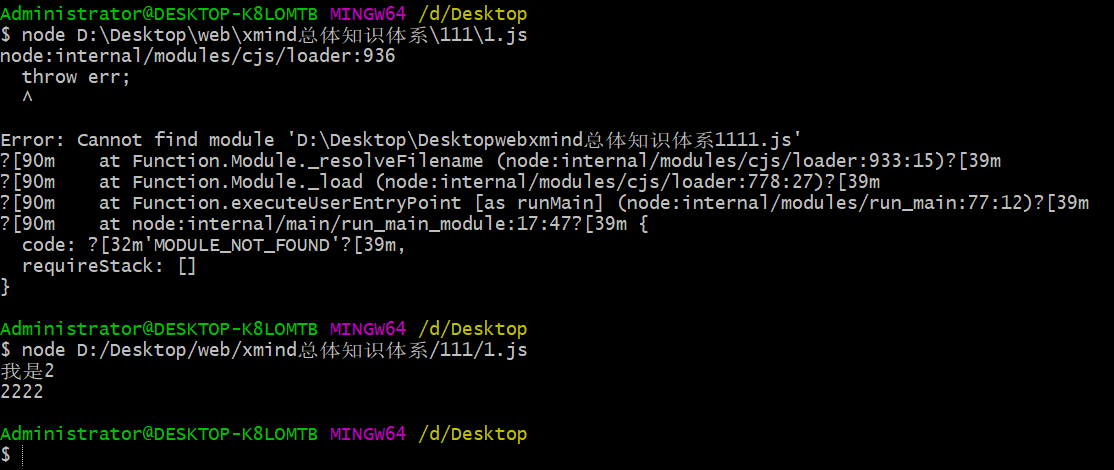 Administrator@DESKTOP-K8LOMTB MINGW64 /d/Desktop
$ node D:\Desktop\web\xmind总体知识体系\111\1.js
node:internal/modules/cjs/loader:936
  throw err;
  ^
Error: Cannot find module 'D:\Desktop\Desktopwebxmind总体知识体系1111.js'
?[90m    at Function.Module._resolveFilename (node:internal/modules/cjs/loader:933:15)?[39m
?[90m    at Function.Module._load (node:internal/modules/cjs/loader:778:27)?[39m
?[90m    at Function.executeUserEntryPoint [as runMain] (node:internal/modules/run_main:77:12)?[39m
?[90m    at node:internal/main/run_main_module:17:47?[39m {
  code: ?[32m'MODULE_NOT_FOUND'?[39m,
  requireStack: []
}
Administrator@DESKTOP-K8LOMTB MINGW64 /d/Desktop
$ node D:/Desktop/web/xmind总体知识体系/111/1.js
我是2
2222
Administrator@DESKTOP-K8LOMTB MINGW64 /d/Desktop
$